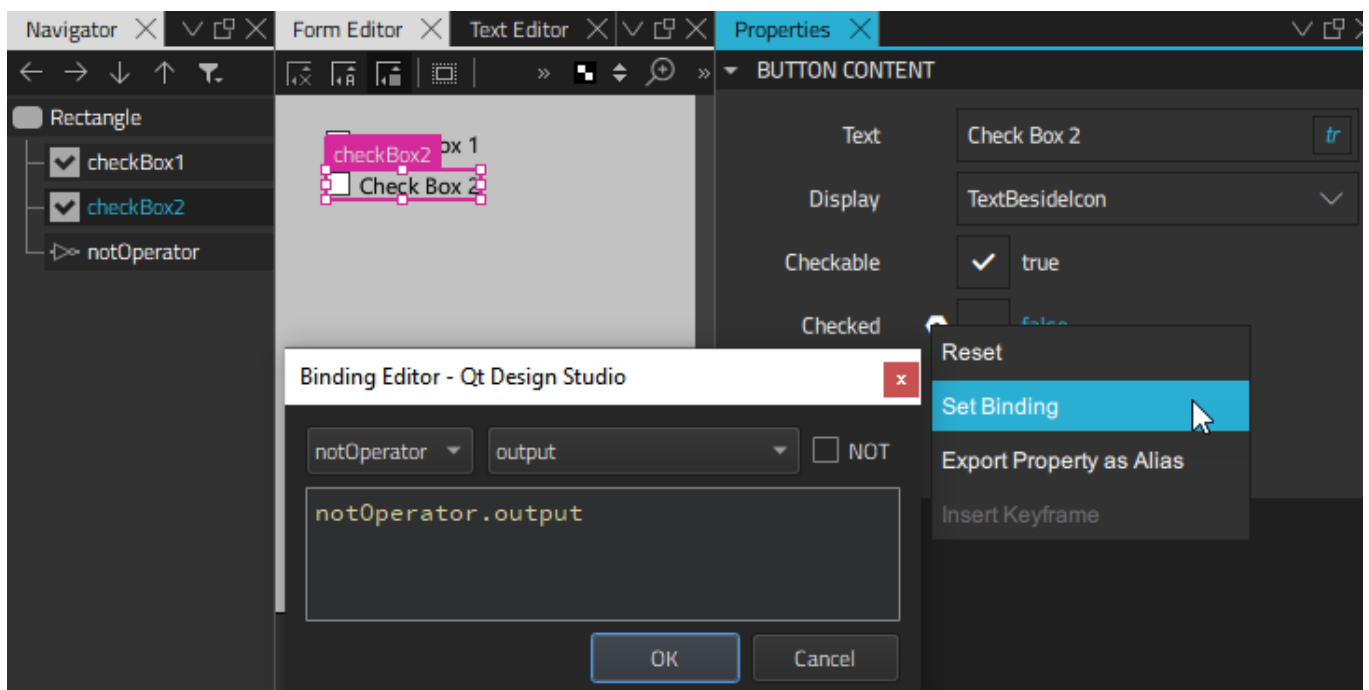 Navigator
Form Editor
Text Editor
Properties
BUTTON CONTENT
Rectangle
checkBox1
checkBox2
notOperator
checkBox2 ox 1
Check Box 2
Text Check Box 2 tr
Display TextBesideIcon
Checkable true
Checked false
Reset
Set Binding
Export Property as Alias
Insert Keyframe
Binding Editor - Qt Design Studio x
notOperator output NOT
notOperator.output
OK Cancel